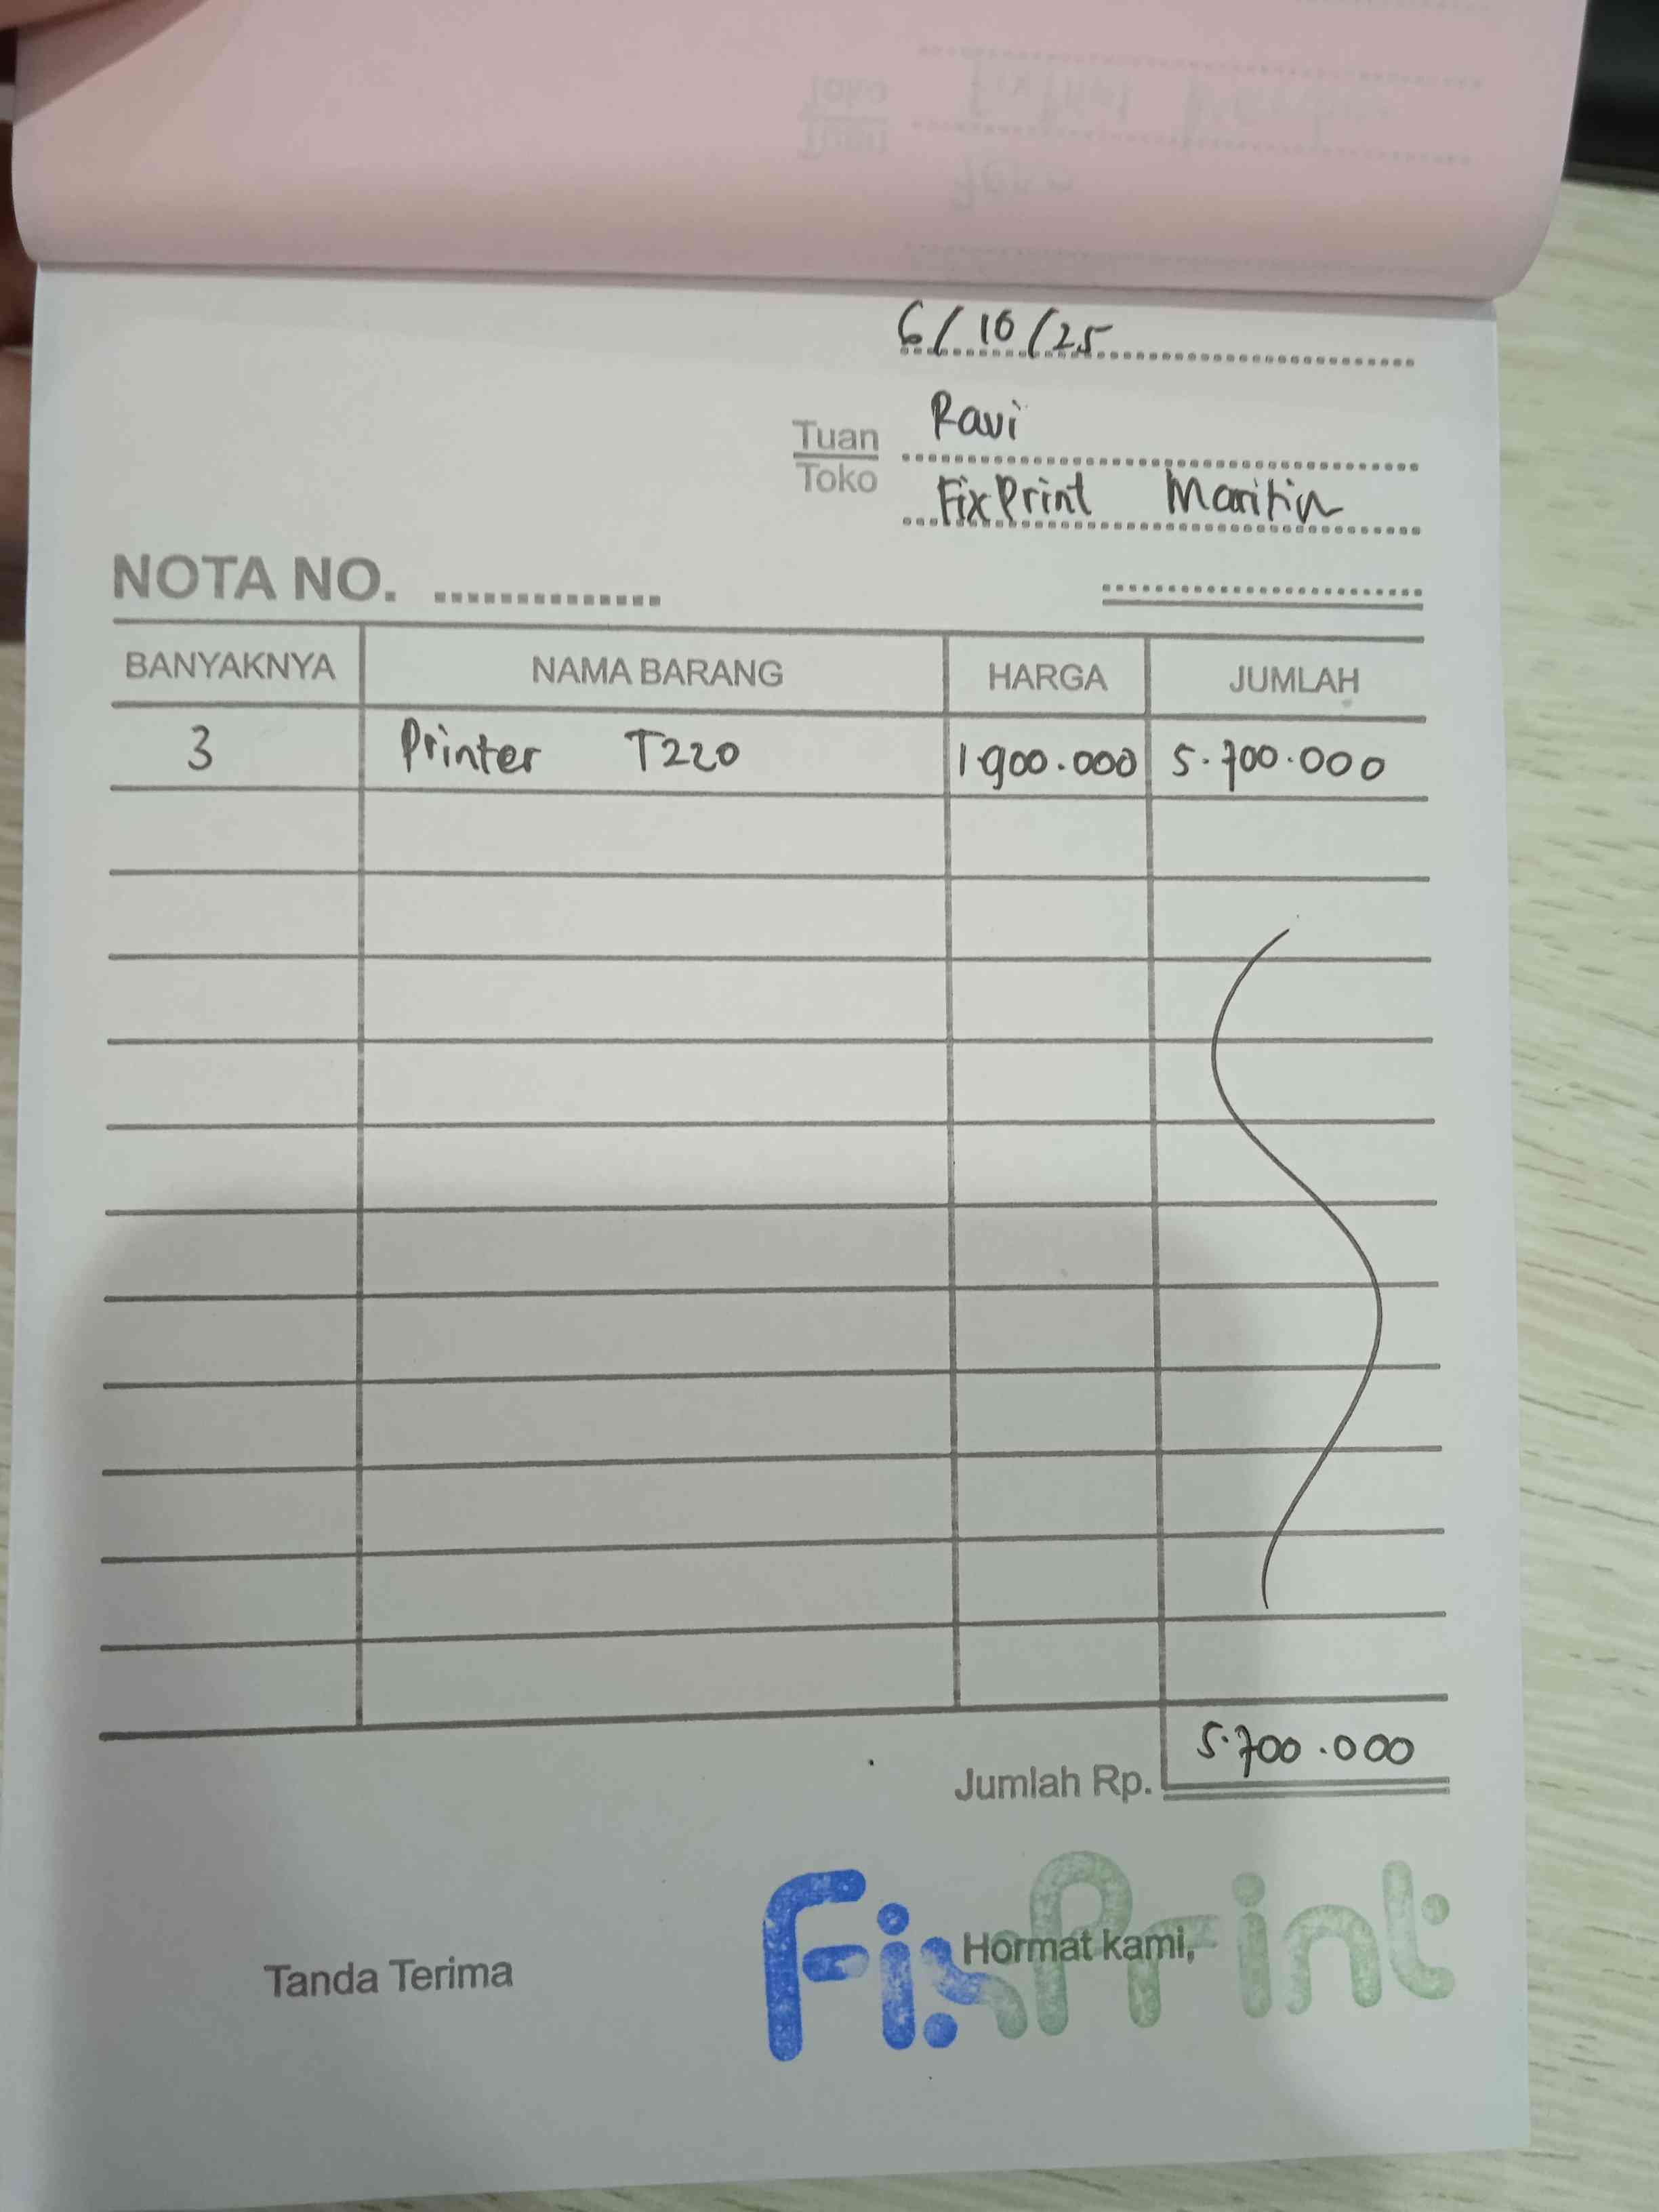 6/10/25
Tuan Ravi
Toko FixPrint Maritim
NOTA NO. ...............
BANYAKNYA NAMA BARANG HARGA JUMLAH
3 Printer T220 1.900.000 5.700.000
Jumlah Rp. 5.700.000
Tanda Terima Hormat kami,
FixPrint